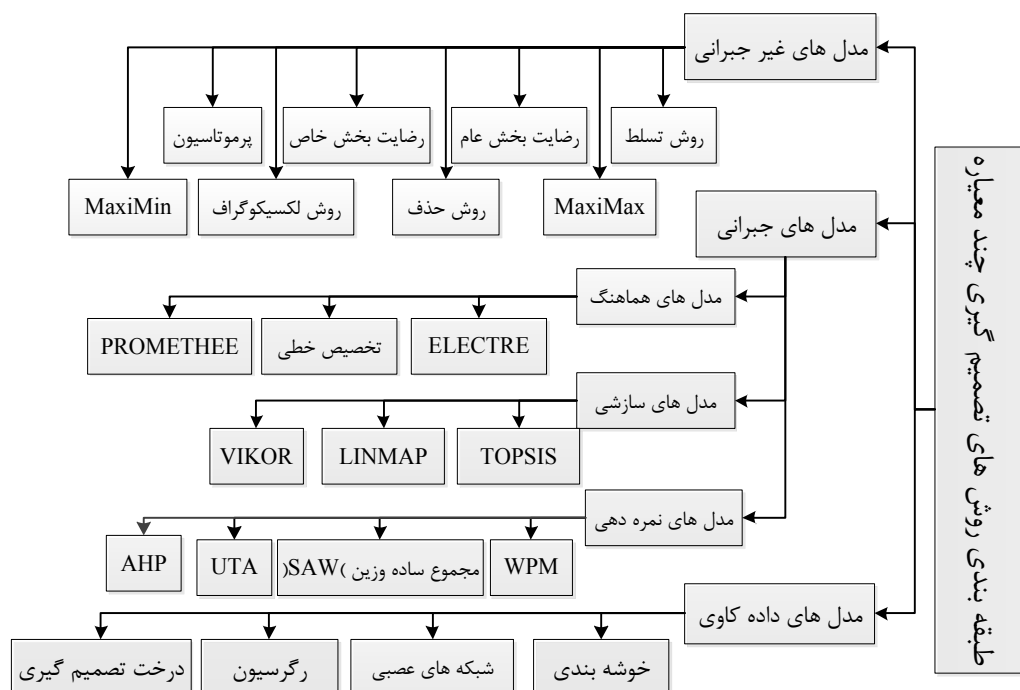 طبقه بندی روش های تصمیم گیری چند معیاره
مدل های غیر جبرانی
روش تسلط
رضایت بخش عام
رضایت بخش خاص
پرموتاسیون
MaxiMax
روش حذف
روش لکسیکوگراف
MaxiMin
مدل های جبرانی
مدل های هماهنگ
ELECTRE
تخصیص خطی
PROMETHEE
مدل های سازشی
TOPSIS
LINMAP
VIKOR
مدل های نمره دهی
WPM
مجموع ساده وزین )SAW(
UTA
AHP
مدل های داده کاوی
خوشه بندی
شبکه های عصبی
رگرسیون
درخت تصمیم گیری